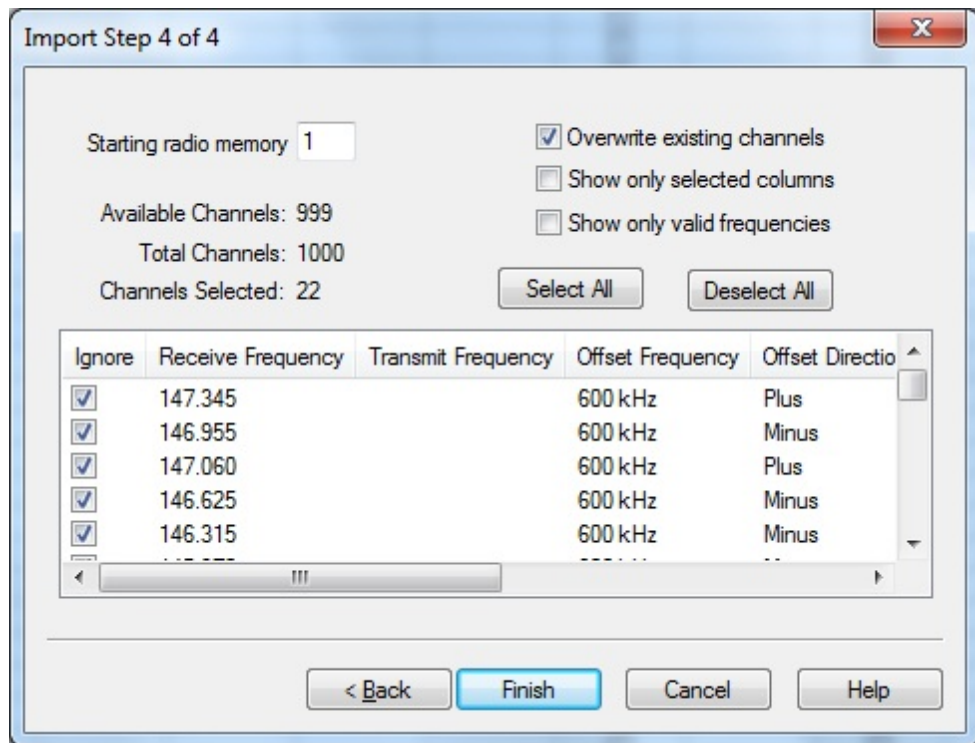 Import Step 4 of 4
Starting radio memory 1
Overwrite existing channels
Show only selected columns
Show only valid frequencies
Available Channels: 999
Total Channels: 1000
Channels Selected: 22
Select All
Deselect All
Ignore Receive Frequency Transmit Frequency Offset Frequency Offset Directio
147.345 600 kHz Plus
146.955 600 kHz Minus
147.060 600 kHz Plus
146.625 600 kHz Minus
146.315 600 kHz Minus
< Back
Finish
Cancel
Help